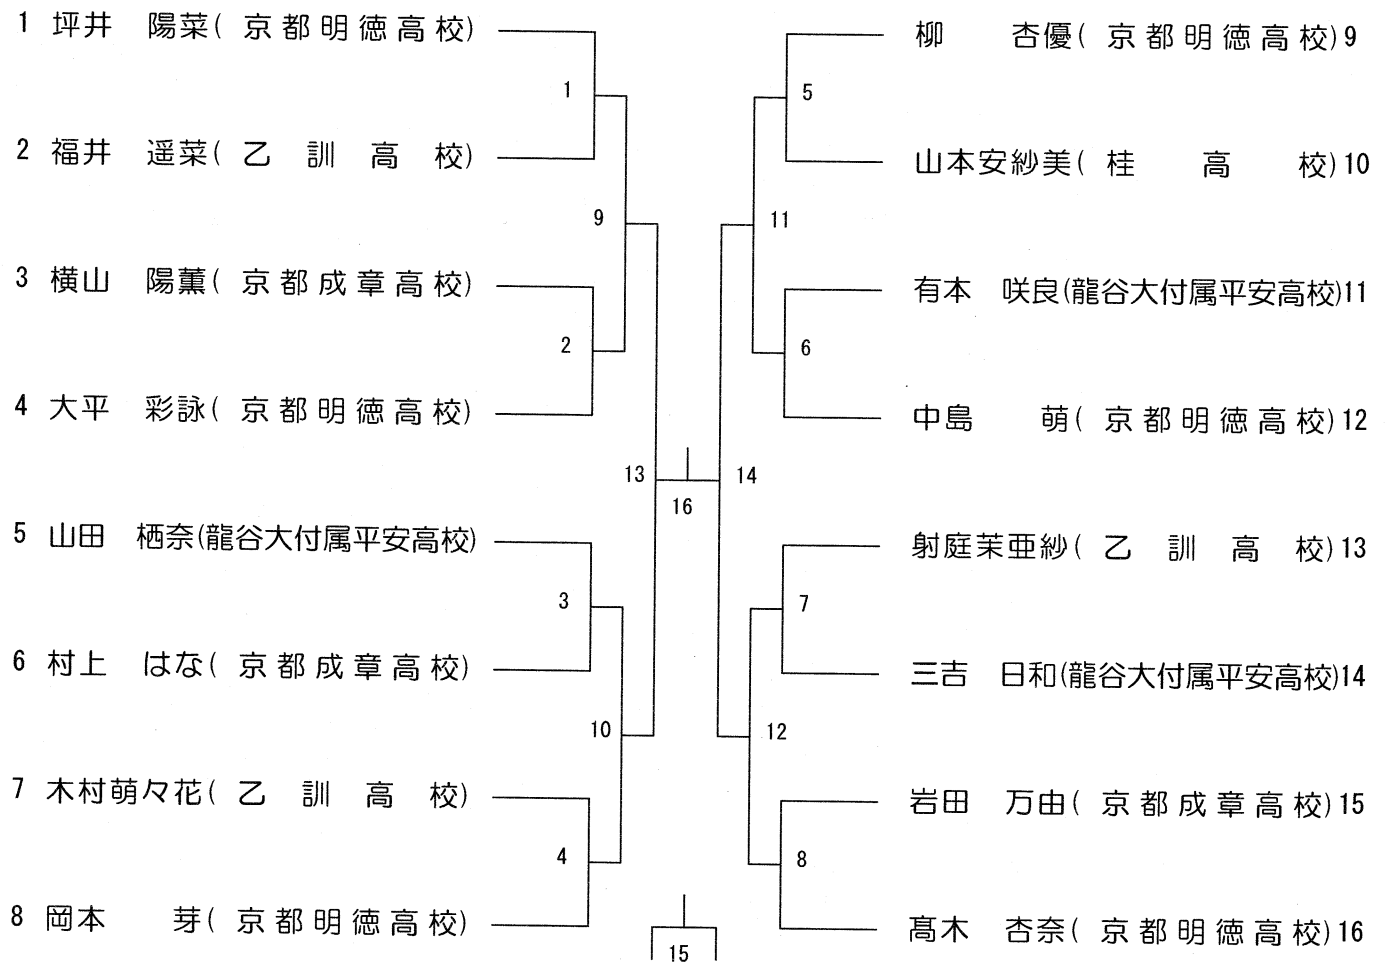 1 坪井 陽菜( 京都明徳高校)
2 福井 遥菜( 乙訓高校)
3 横山 陽薫( 京都成章高校)
4 大平 彩詠( 京都明徳高校)
5 山田 栖奈(龍谷大付属平安高校)
6 村上 はな( 京都成章高校)
7 木村萌々花( 乙訓高校)
8 岡本 芽( 京都明徳高校)
1
2
3
4
9
10
13
16
15
14
11
12
5
6
7
8
柳 杏優( 京都明徳高校)9
山本安紗美( 桂高校)10
有本 咲良(龍谷大付属平安高校)11
中島 萌( 京都明徳高校)12
射庭茉亜紗( 乙訓高校)13
三吉 日和(龍谷大付属平安高校)14
岩田 万由( 京都成章高校)15
髙木 杏奈( 京都明徳高校)16